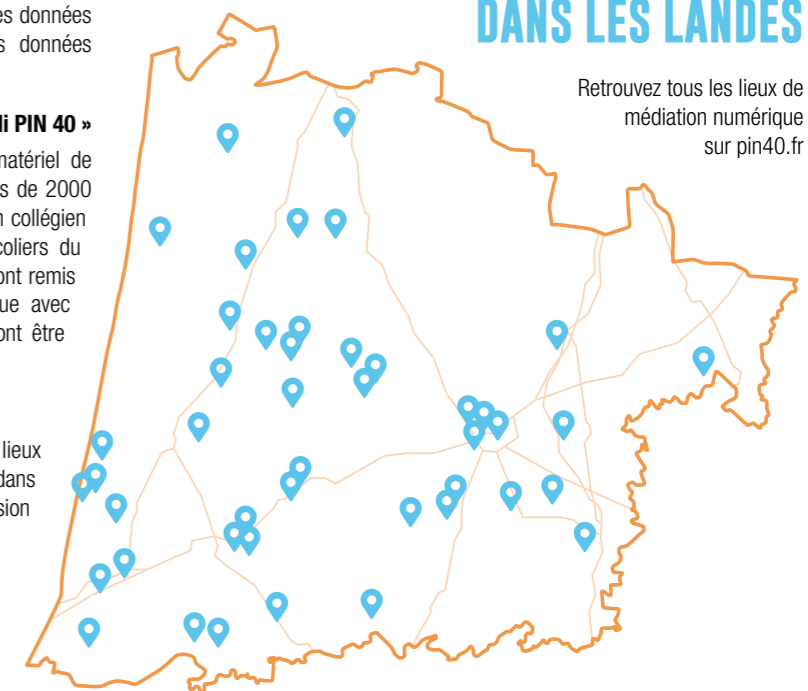 es données
s données
li PIN 40 »
matériel de
s de 2000
n collégien
coliers du
ont remis
ue avec
ont être
lieux
dans
sion
DANS LES LANDES
Retrouvez tous les lieux de
médiation numérique
sur pin40.fr